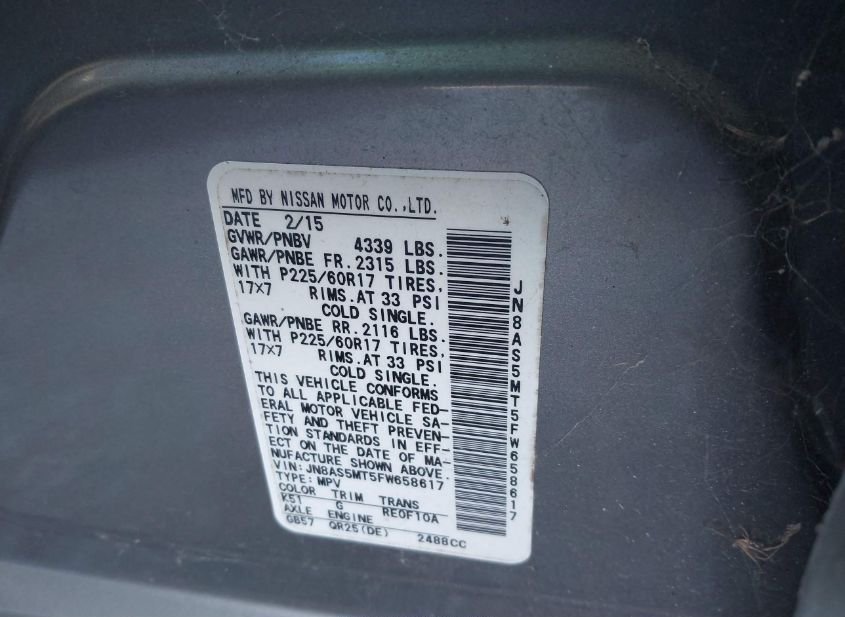 MFD BY NISSAN MOTOR CO.,LTD.
DATE 2/15
GVWR/PNBV 4339 LBS.
GAWR/PNBE FR. 2315 LBS.
WITH P225/60R17 TIRES,
17X7 RIMS.AT 33 PSI
COLD SINGLE.
GAWR/PNBE RR. 2116 LBS.
WITH P225/60R17 TIRES,
17X7 RIMS.AT 33 PSI
COLD SINGLE.
THIS VEHICLE CONFORMS
TO ALL APPLICABLE FED-
ERAL MOTOR VEHICLE SA-
FETY AND THEFT PREVEN-
TION STANDARDS IN EFF-
ECT ON THE DATE OF MA-
NUFACTURE SHOWN ABOVE.
VIN:JN8AS5MT5FW658617
TYPE:MPV
COLOR TRIM TRANS
K51 G RE0F10A
AXLE ENGINE
GB57 QR25(DE) 2488CC
JN8AS5MT5FW658617